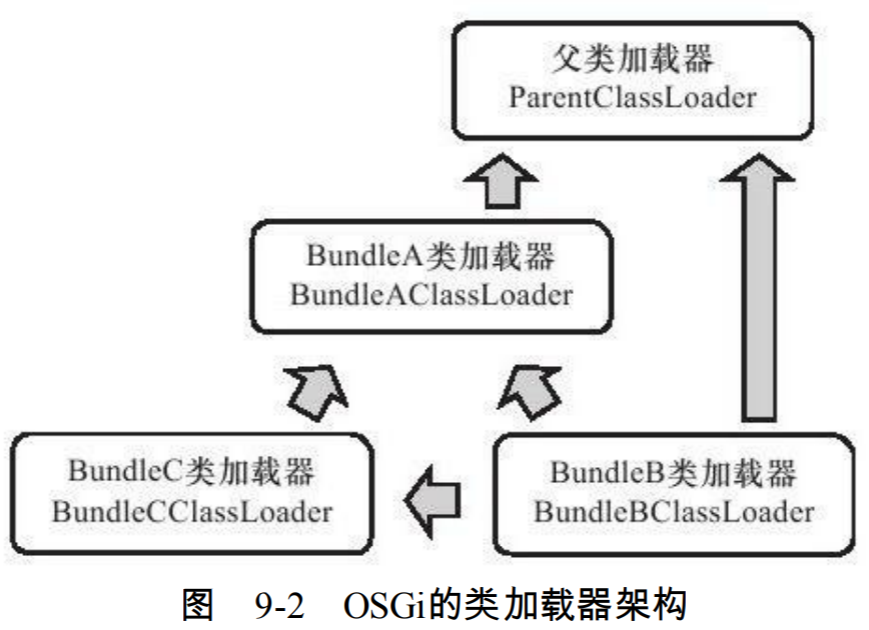 父类加载器
ParentClassLoader
BundleA类加载器
BundleAClassLoader
BundleC类加载器
BundleCClassLoader
BundleB类加载器
BundleBClassLoader
图 9-2 OSGi的类加载器架构